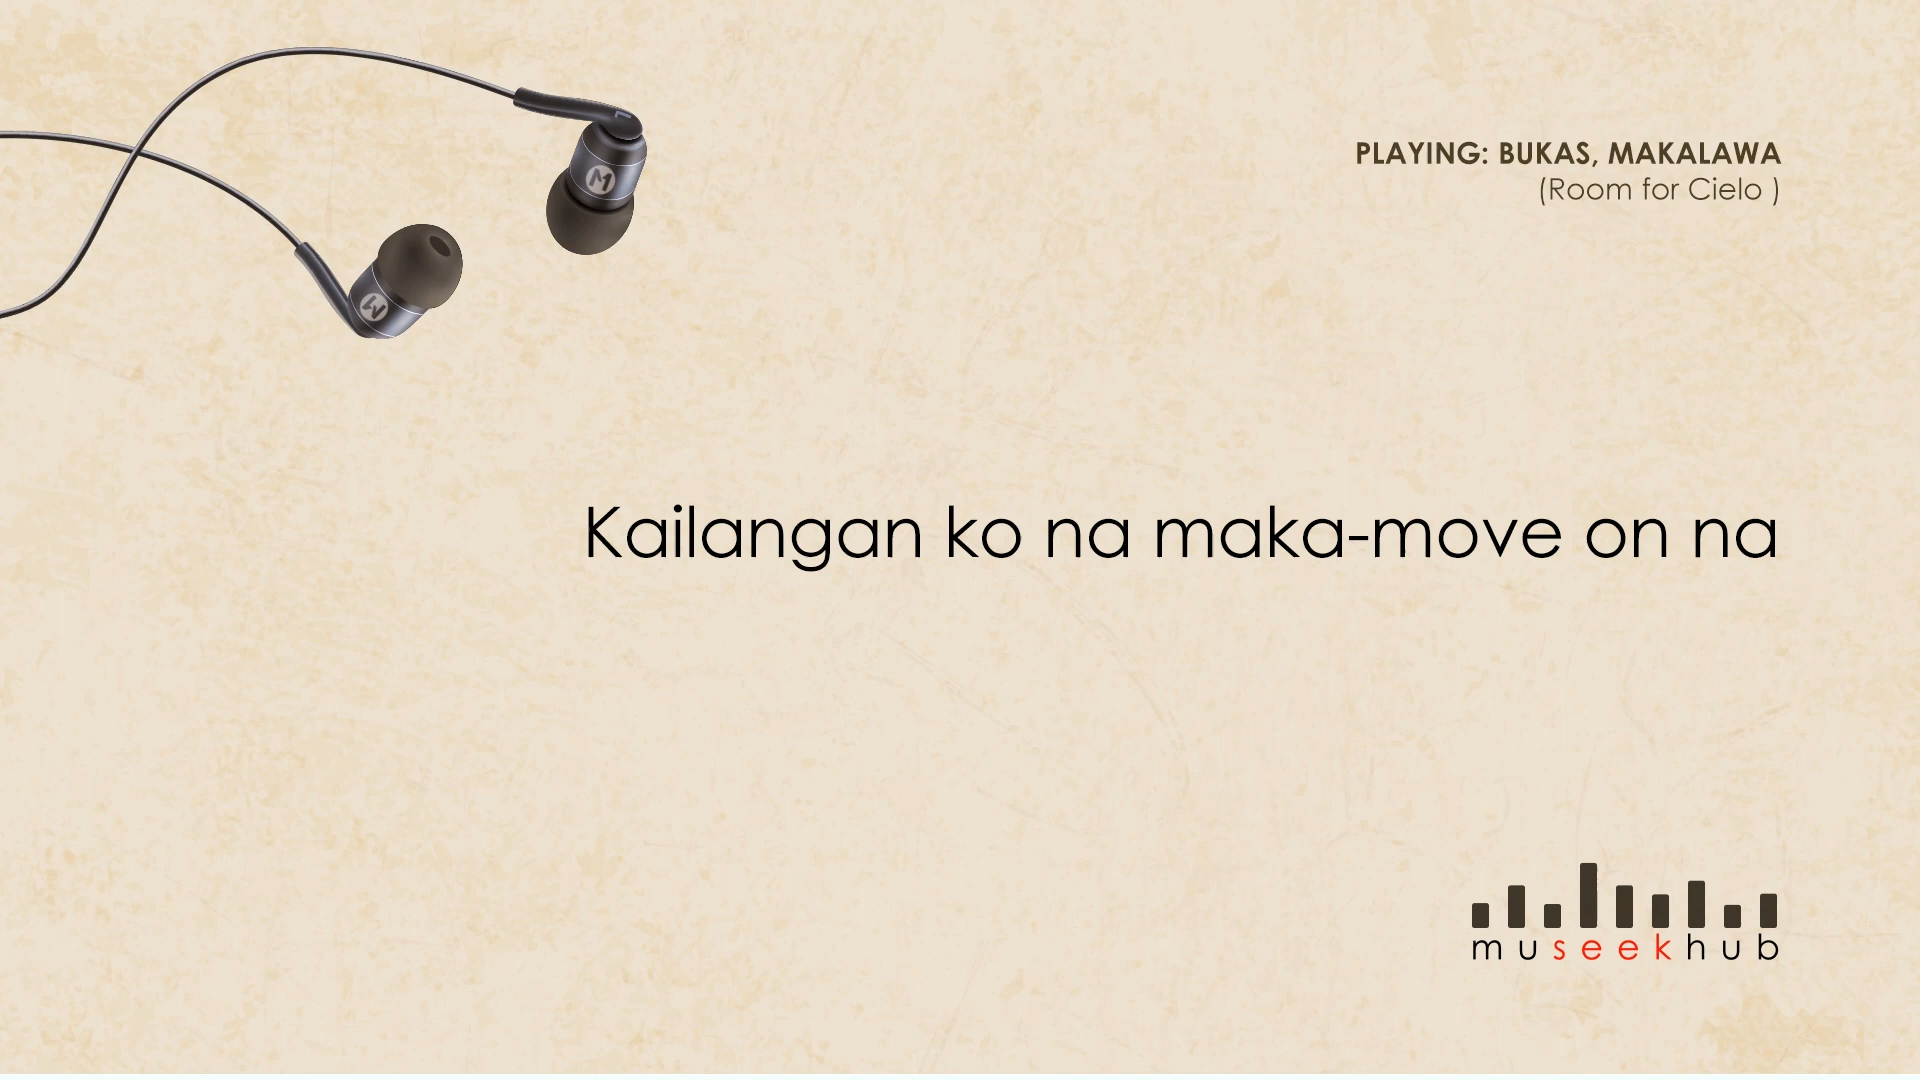 PLAYING: BUKAS, MAKALAWA
(Room for Cielo )
Kailangan ko na maka-move on na
museekhub